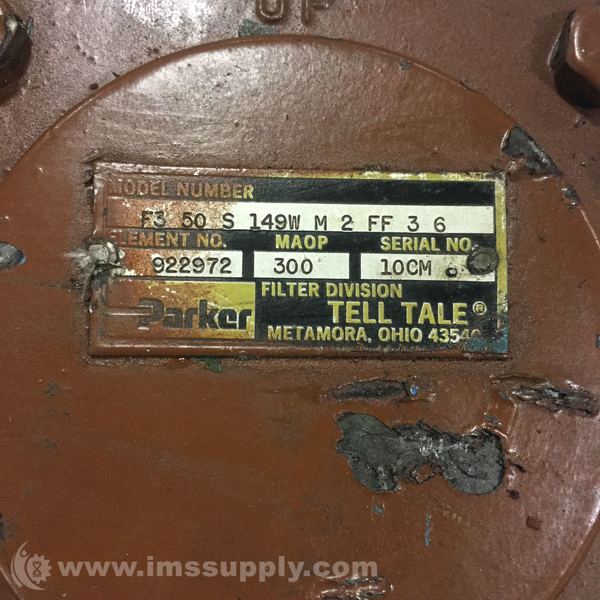 UP
MODEL NUMBER
F3 50 S 149W M 2 FF 3 6
ELEMENT NO. MAOP SERIAL NO.
922972 300 10CM
Parker
FILTER DIVISION
TELL TALE®
METAMORA, OHIO 43540
www.imssupply.com